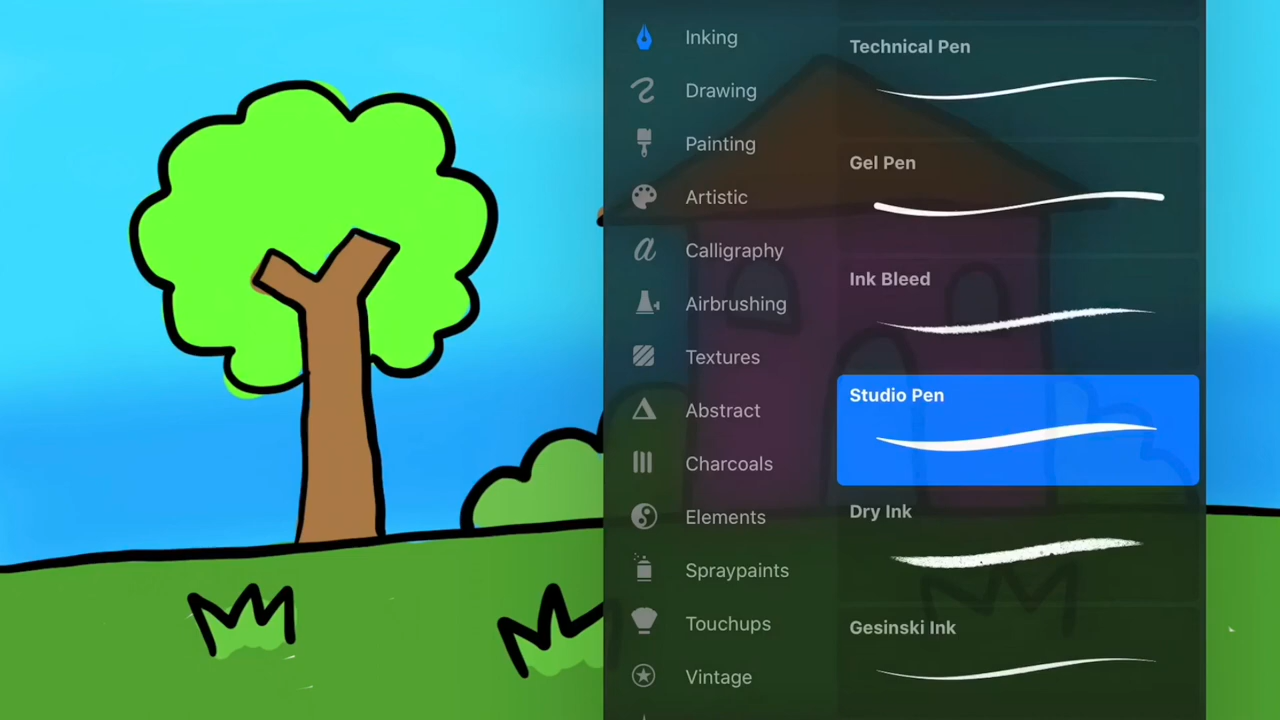 Inking
Drawing
Painting
Artistic
Calligraphy
Airbrushing
Textures
Abstract
Charcoals
Elements
Spraypaints
Touchups
Vintage
Technical Pen
Gel Pen
Ink Bleed
Studio Pen
Dry Ink
Gesinski Ink